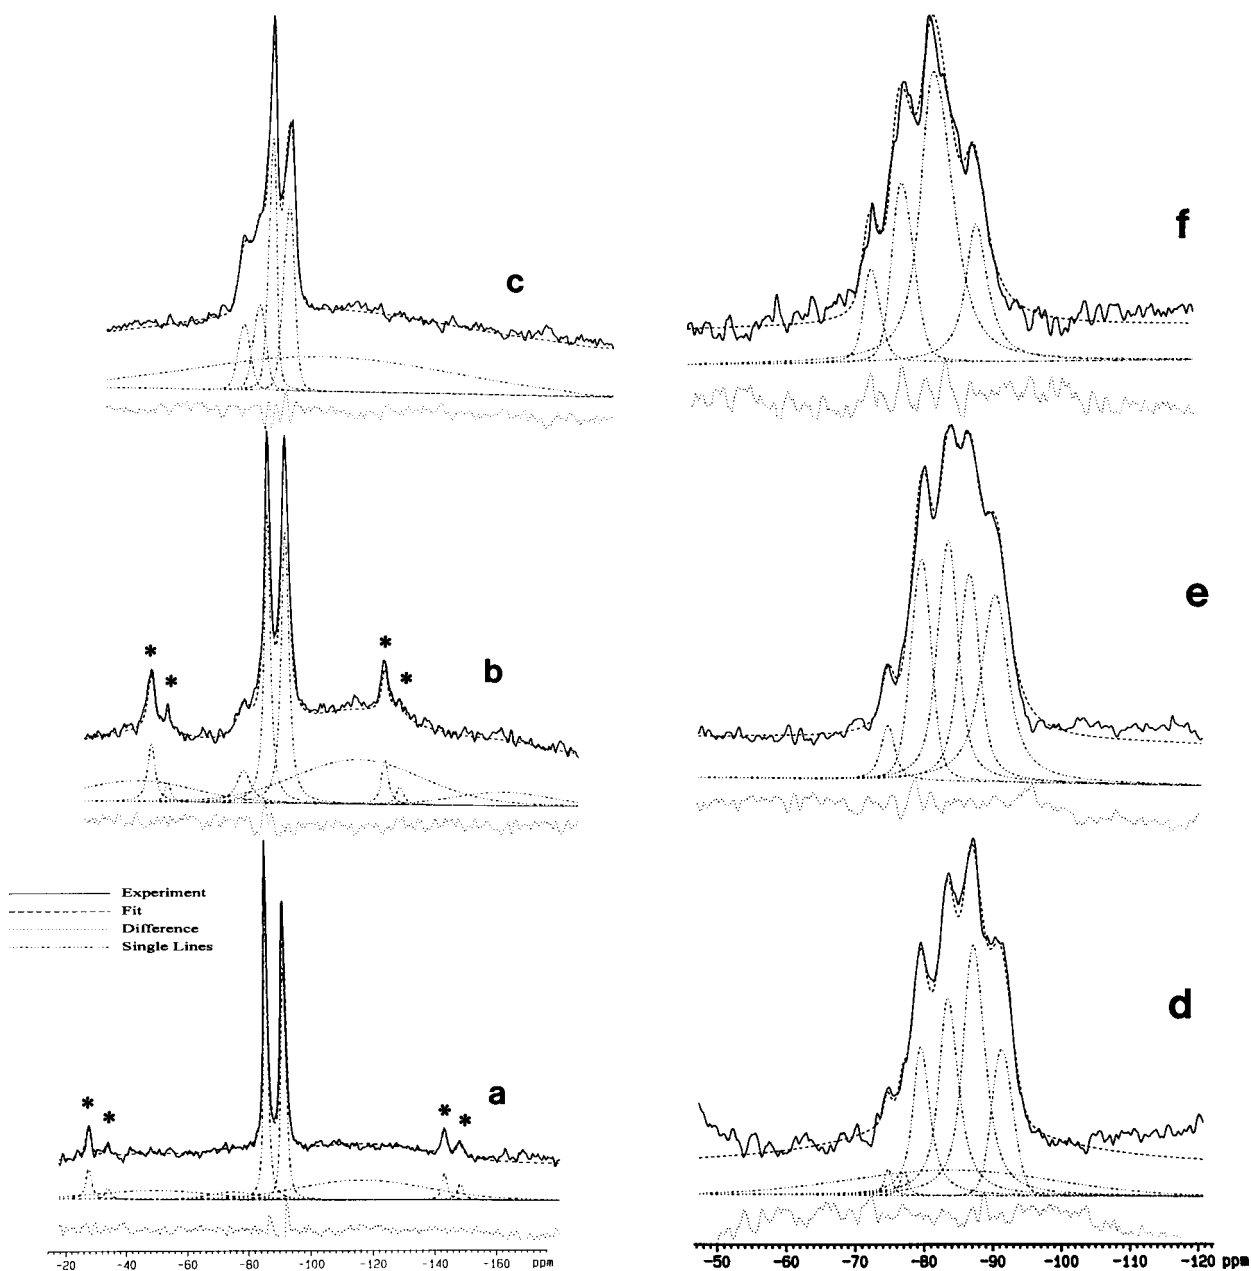 c
f
* * * *
b
e
Experiment
Fit
Difference
Single Lines
d
* * * *
a
-20 -40 -60 -80 -100 -120 -140 -160 ppm
-50 -60 -70 -80 -90 -100 -110 -120 ppm